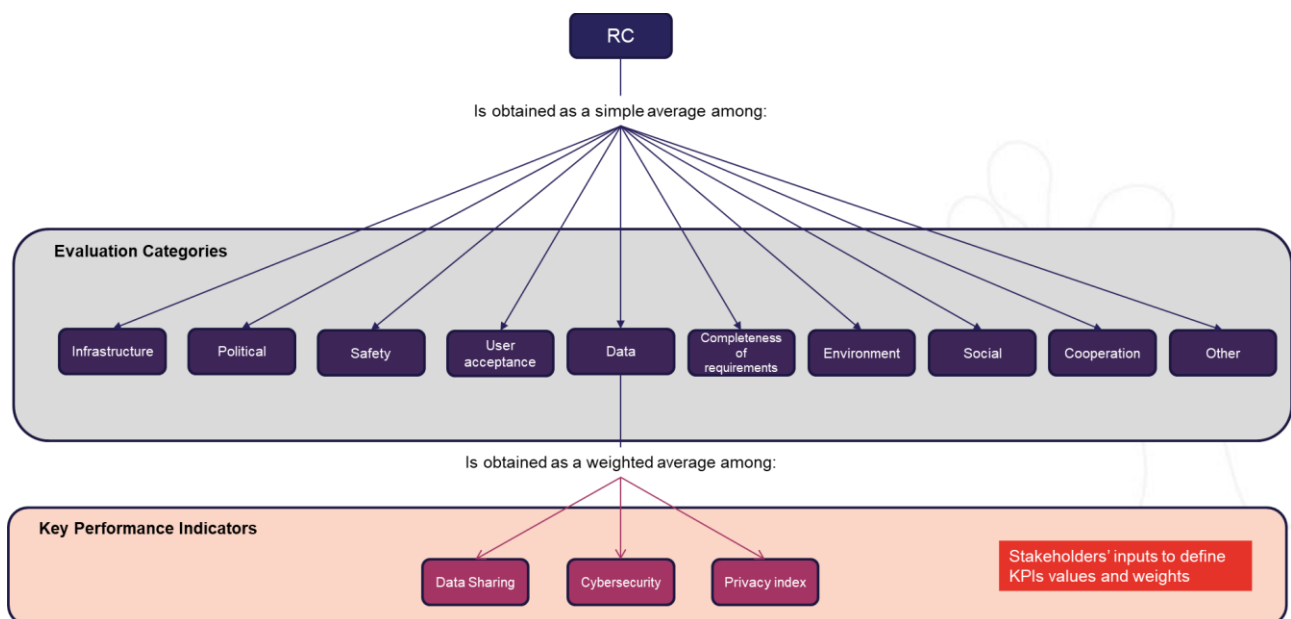 RC
Is obtained as a simple average among:
Evaluation Categories
Infrastructure
Political
Safety
User
acceptance
Data
Completeness
of
requirements
Environment
Social
Cooperation
Other
Is obtained as a weighted average among:
Key Performance Indicators
Data Sharing
Cybersecurity
Privacy index
Stakeholders' inputs to define
KPIs values and weights